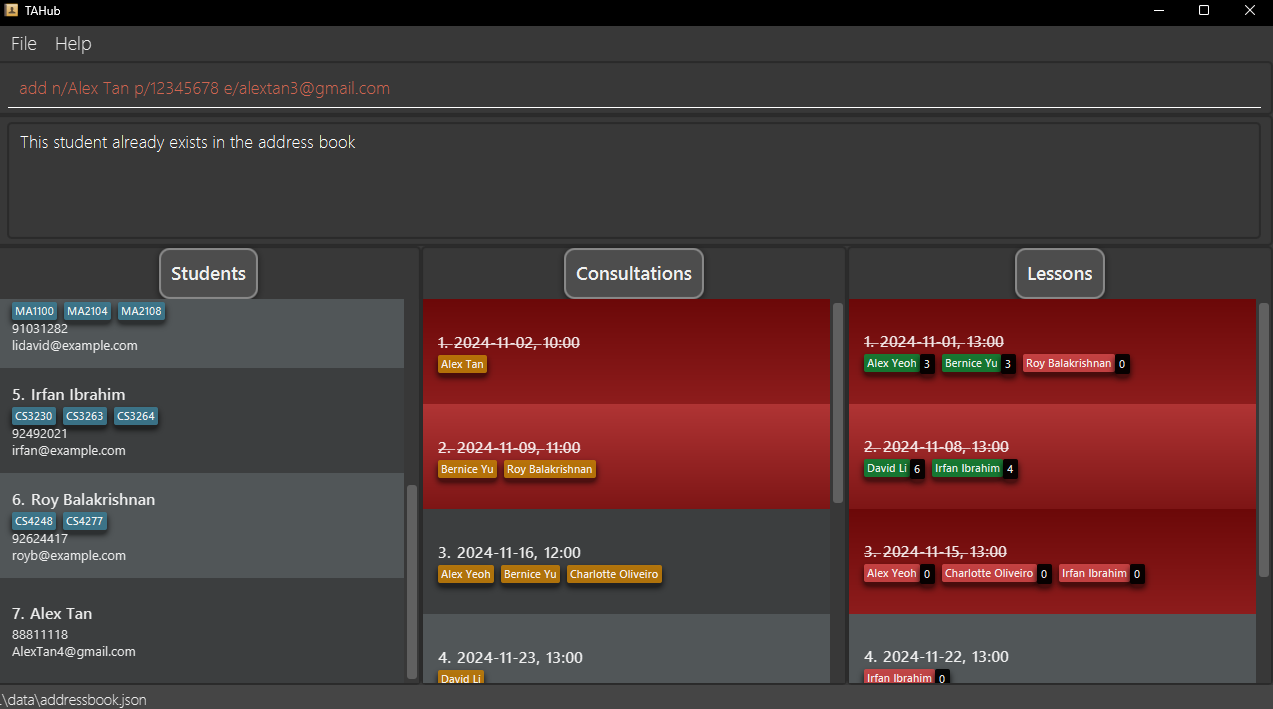 TAHub
File Help
add n/Alex Tan p/12345678 e/alextan3@gmail.com
This student already exists in the address book
Students
MA1100 MA2104 MA2108
91031282
lidavid@example.com
5. Irfan Ibrahim
CS3230 CS3263 CS3264
92492021
irfan@example.com
6. Roy Balakrishnan
CS4248 CS4277
92624417
royb@example.com
7. Alex Tan
88811118
AlexTan4@gmail.com
Consultations
1. 2024-11-02, 10:00
Alex Tan
2. 2024-11-09, 11:00
Bernice Yu Roy Balakrishnan
3. 2024-11-16, 12:00
Alex Yeoh Bernice Yu Charlotte Oliveiro
4. 2024-11-23, 13:00
David Li
Lessons
1. 2024-11-01, 13:00
Alex Yeoh 3 Bernice Yu 3 Roy Balakrishnan 0
2. 2024-11-08, 13:00
David Li 6 Irfan Ibrahim 4
3. 2024-11-15, 13:00
Alex Yeoh 0 Charlotte Oliveiro 0 Irfan Ibrahim 0
4. 2024-11-22, 13:00
Irfan Ibrahim 0
.\data\addressbook.json